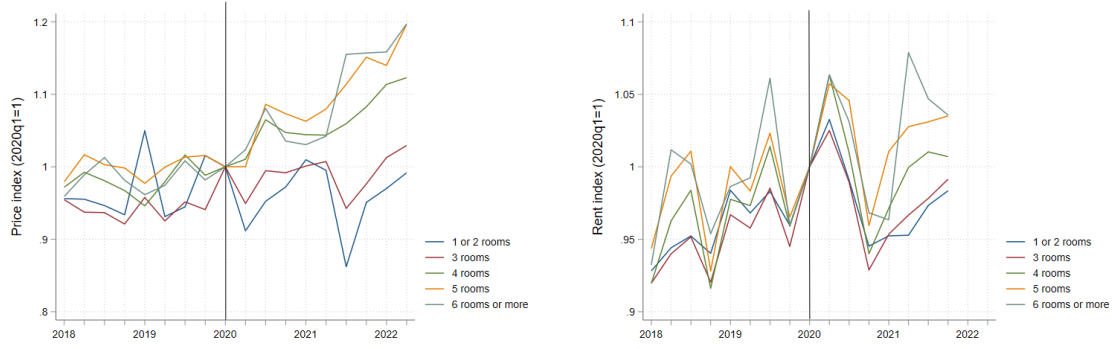 Price index (2020q1=1)
1.2
1.1
1
.9
.8
2018 2019 2020 2021 2022
1 or 2 rooms
3 rooms
4 rooms
5 rooms
6 rooms or more
Rent index (2020q1=1)
1.1
1.05
1
.95
.9
2018 2019 2020 2021 2022
1 or 2 rooms
3 rooms
4 rooms
5 rooms
6 rooms or more